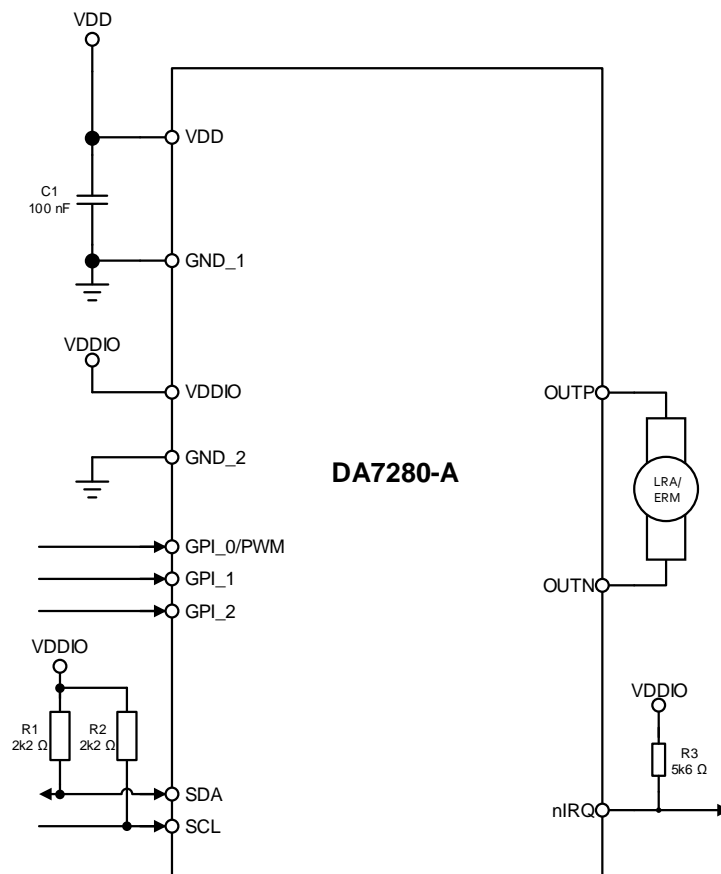 VDD
VDD
C1
100 nF
GND_1
VDDIO
VDDIO
OUTP
GND_2
DA7280-A
LRA/
ERM
GPI_0/PWM
GPI_1
OUTN
GPI_2
VDDIO
VDDIO
R1
2k2 Ω
R2
2k2 Ω
R3
5k6 Ω
SDA
nIRQ
SCL